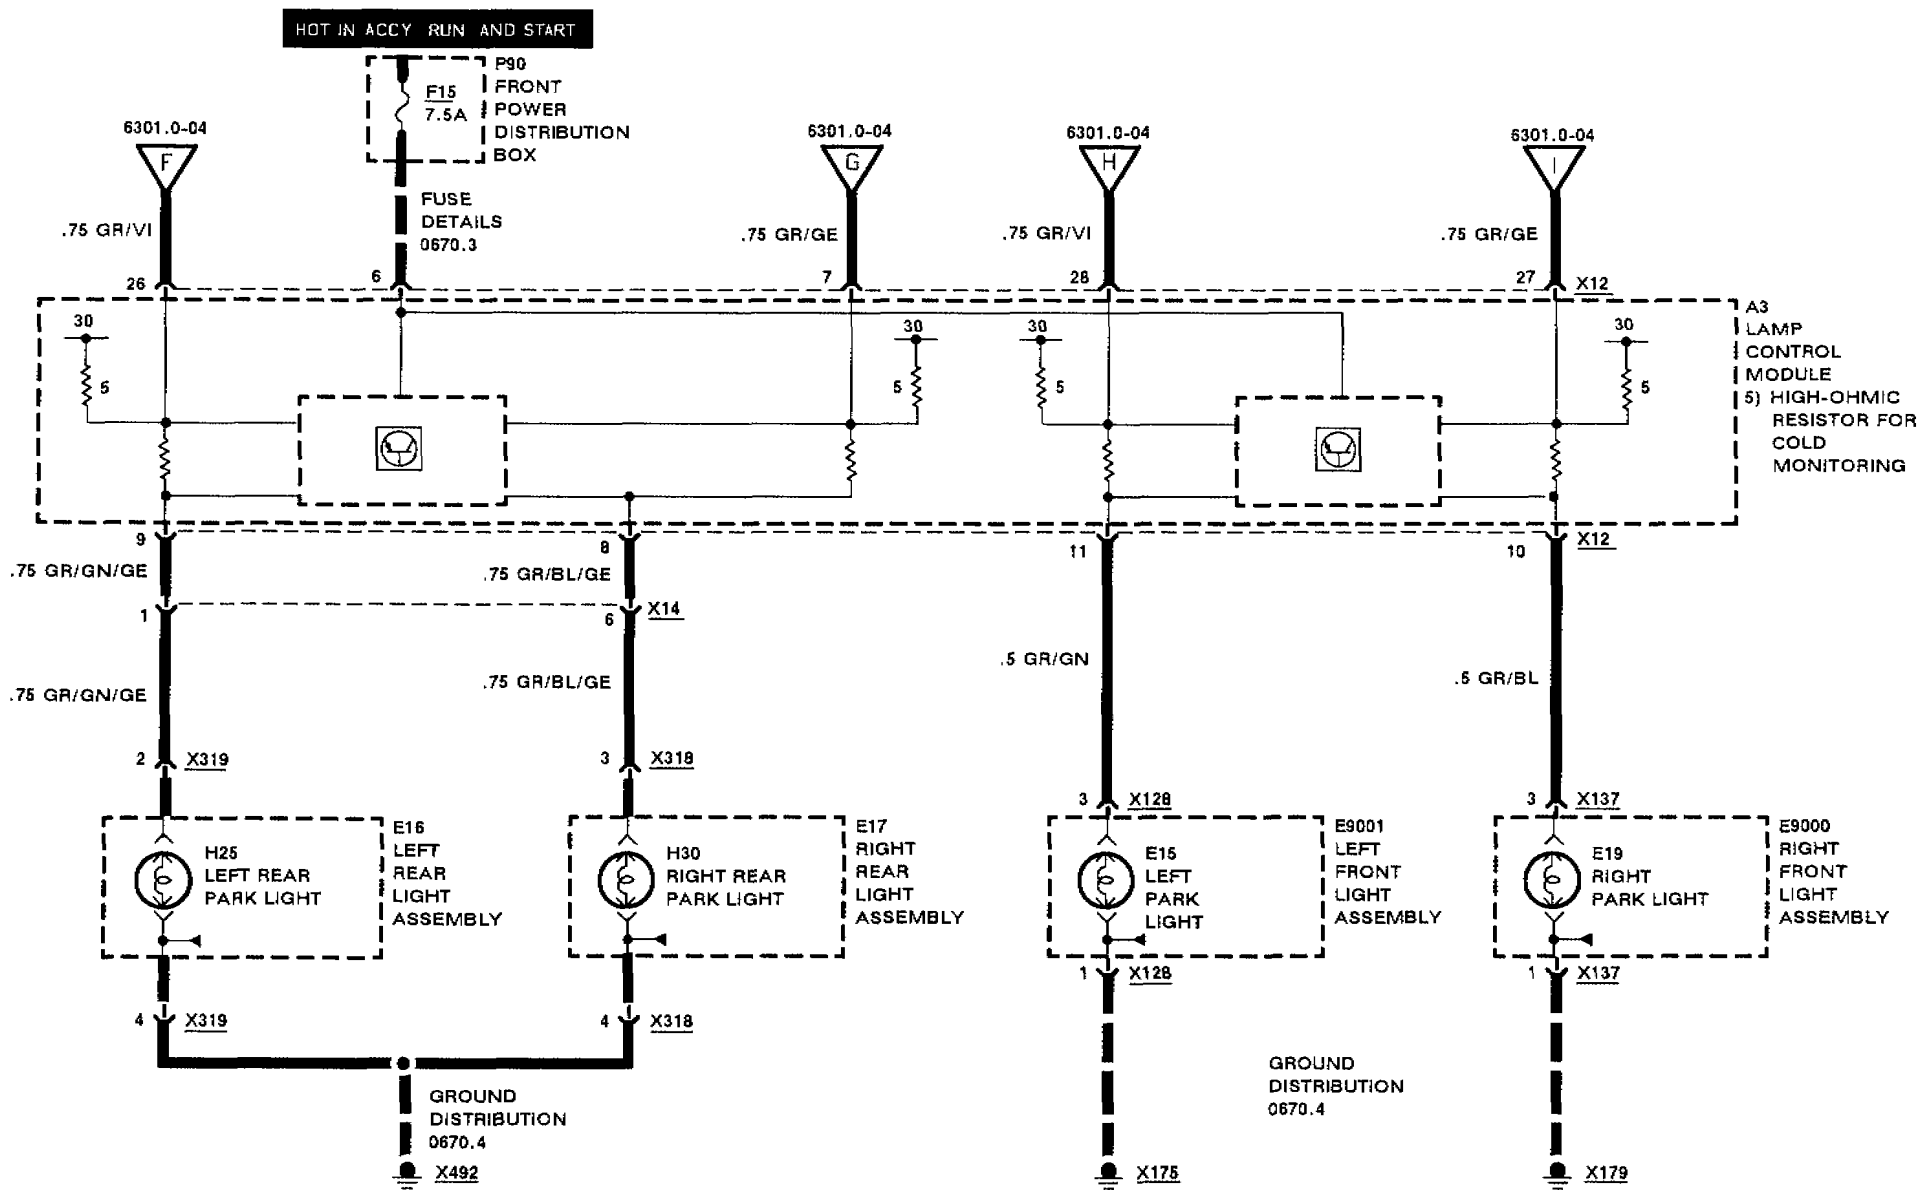 HOT IN ACCY RUN AND START
P90
FRONT
POWER
DISTRIBUTION
BOX
F15
7.5A
6301.0-04
F
6301.0-04
G
6301.0-04
H
6301.0-04
I
FUSE
DETAILS
0670.3
.75 GR/VI
.75 GR/GE
.75 GR/VI
.75 GR/GE
26
6
7
28
27
X12
A3
LAMP
CONTROL
MODULE
5) HIGH-OHMIC
RESISTOR FOR
COLD
MONITORING
30
30
30
30
5
5
5
5
9
8
11
10
X12
.75 GR/GN/GE
.75 GR/BL/GE
1
6
X14
.5 GR/GN
.5 GR/BL
.75 GR/GN/GE
.75 GR/BL/GE
2
X319
3
X318
3
X128
3
X137
E16
LEFT
REAR
LIGHT
ASSEMBLY
H25
LEFT REAR
PARK LIGHT
E17
RIGHT
REAR
LIGHT
ASSEMBLY
H30
RIGHT REAR
PARK LIGHT
E9001
LEFT
FRONT
LIGHT
ASSEMBLY
E15
LEFT
PARK
LIGHT
E9000
RIGHT
FRONT
LIGHT
ASSEMBLY
E19
RIGHT
PARK LIGHT
1
X128
1
X137
4
X319
4
X318
GROUND
DISTRIBUTION
0670.4
GROUND
DISTRIBUTION
0670.4
X492
X175
X179